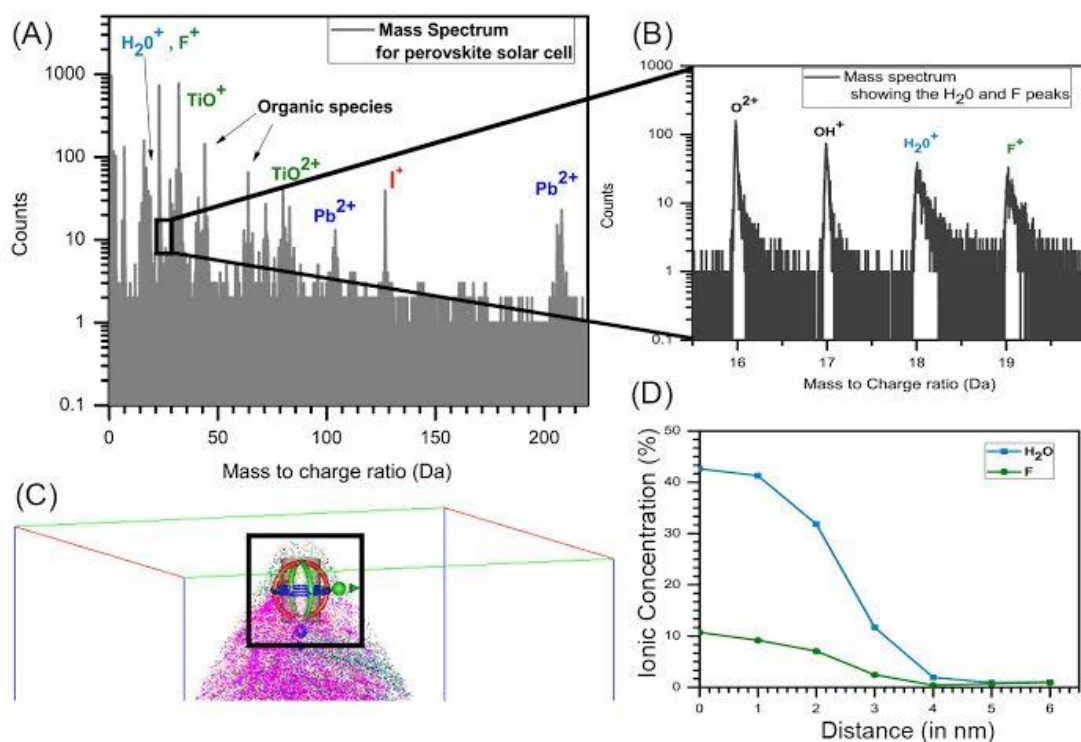 (A)
Mass Spectrum
for perovskite solar cell
H₂0⁺ , F⁺
TiO⁺
Organic species
TiO²⁺
I⁺
Pb²⁺
Pb²⁺
Counts
1000
100
10
1
0.1
0 50 100 150 200
Mass to charge ratio (Da)
(B)
Mass spectrum
showing the H₂0 and F peaks
O²⁺
OH⁺
H₂0⁺
F⁺
Counts
1000
100
10
1
0.1
16 17 18 19
Mass to Charge ratio (Da)
(C)
(D)
H₂O
F
Ionic Concentration (%)
50
40
30
20
10
0
0 1 2 3 4 5 6
Distance (in nm)